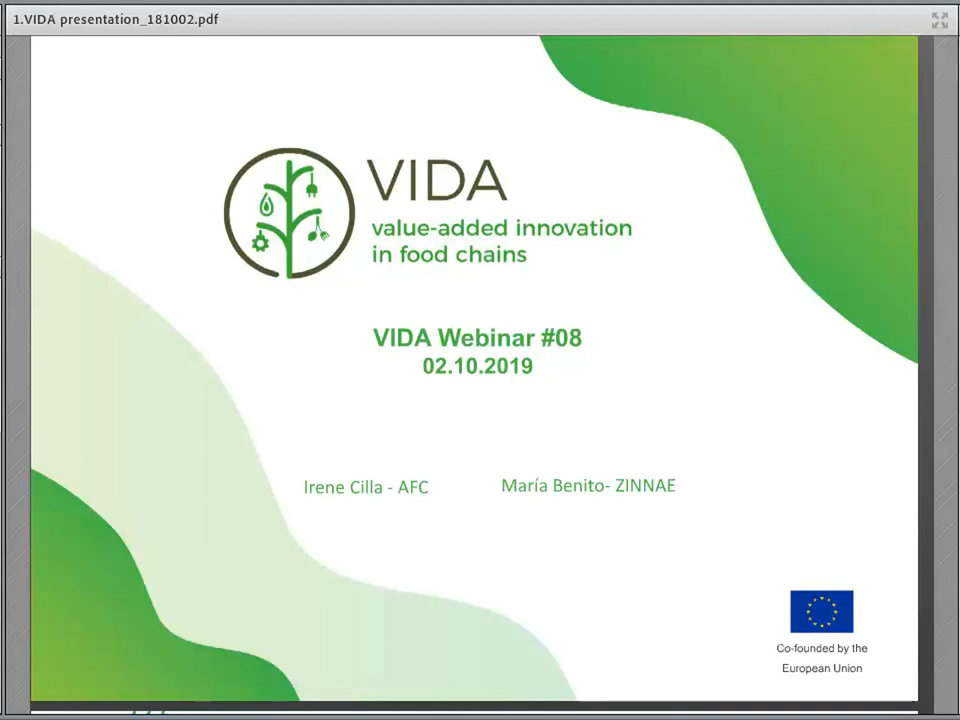 1.VIDA presentation_181002.pdf
VIDA
value-added innovation
in food chains
VIDA Webinar #08
02.10.2019
Irene Cilla - AFC
María Benito- ZINNAE
Co-founded by the
European Union